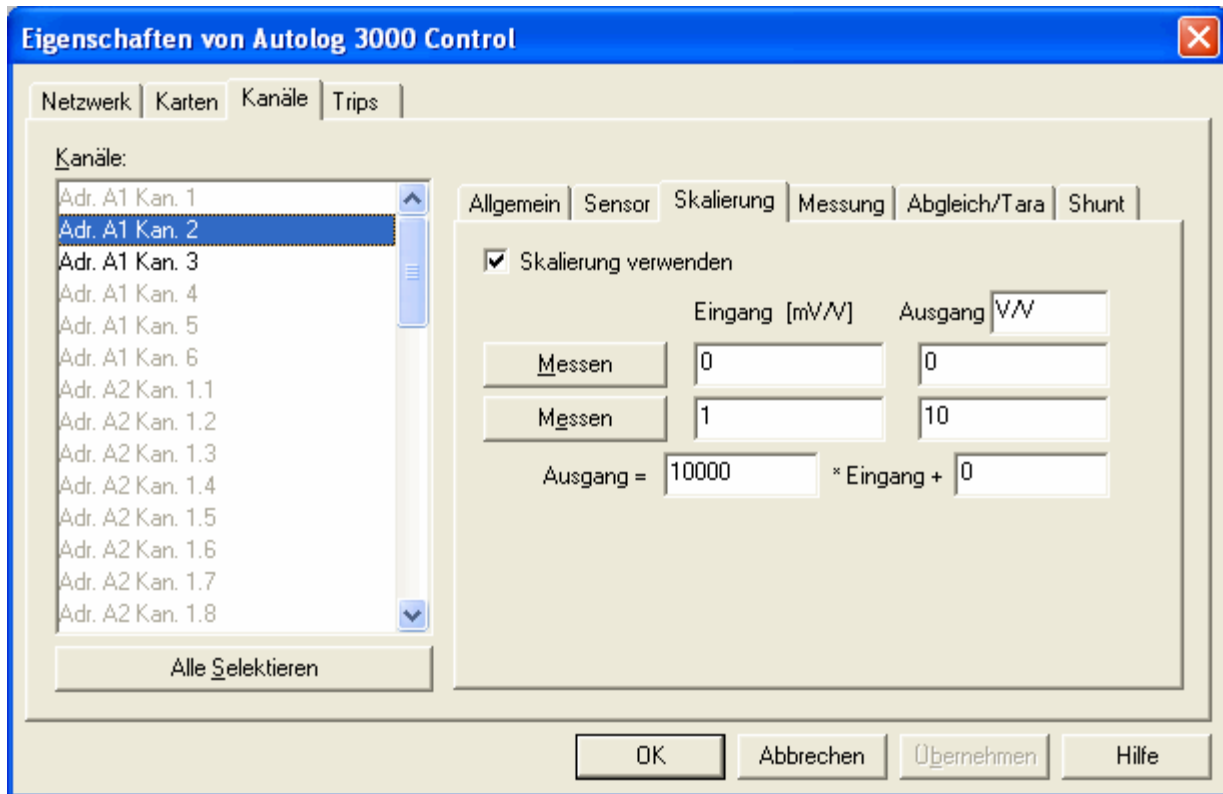 Eigenschaften von Autolog 3000 Control
Netzwerk Karten Kanäle Trips
Kanäle:
Adr. A1 Kan. 1
Adr. A1 Kan. 2
Adr. A1 Kan. 3
Adr. A1 Kan. 4
Adr. A1 Kan. 5
Adr. A1 Kan. 6
Adr. A2 Kan. 1.1
Adr. A2 Kan. 1.2
Adr. A2 Kan. 1.3
Adr. A2 Kan. 1.4
Adr. A2 Kan. 1.5
Adr. A2 Kan. 1.6
Adr. A2 Kan. 1.7
Adr. A2 Kan. 1.8
Alle Selektieren
Allgemein Sensor Skalierung Messung Abgleich/Tara Shunt
Skalierung verwenden
Eingang [mV/V] Ausgang V/V
Messen 0 0
Messen 1 10
Ausgang = 10000 * Eingang + 0
OK Abbrechen Übernehmen Hilfe